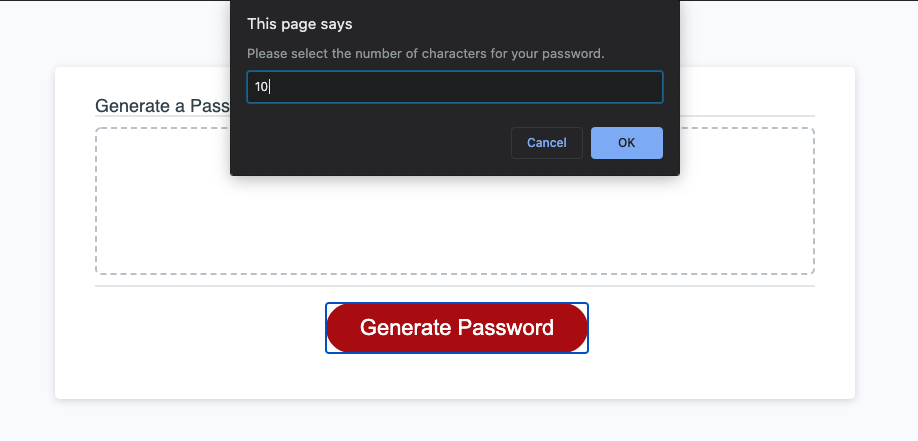 This page says
Please select the number of characters for your password.
10
Cancel
OK
Generate a Pass
Generate Password